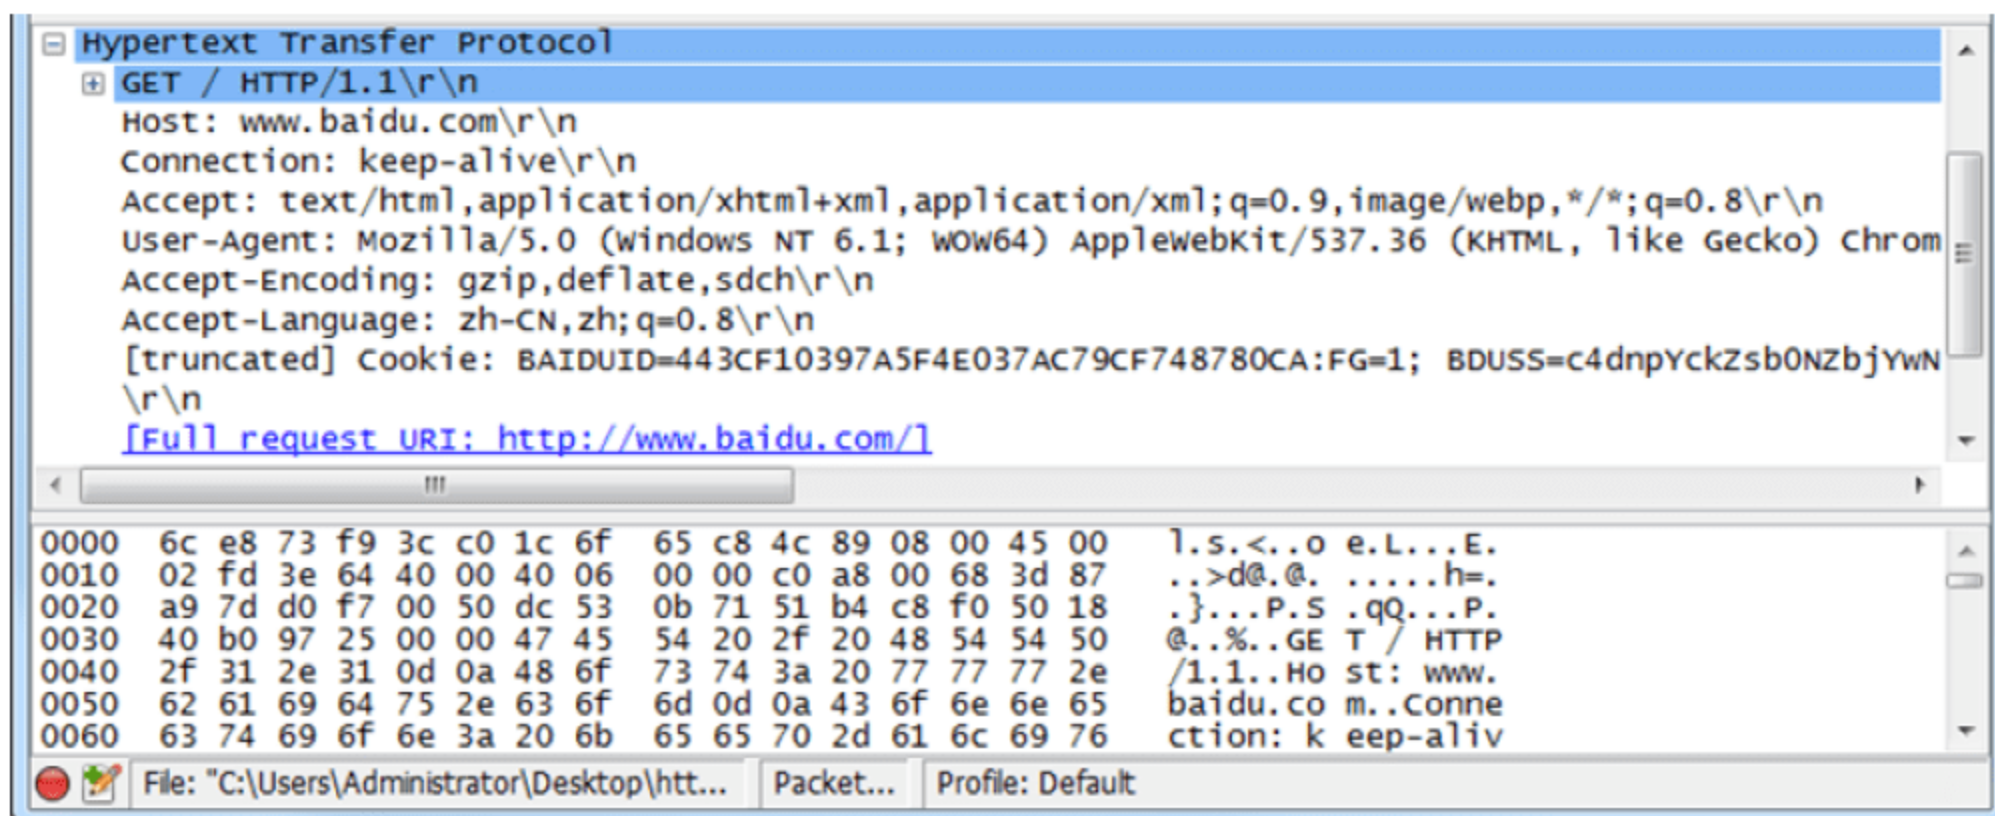 Hypertext Transfer Protocol
GET / HTTP/1.1\r\n
Host: www.baidu.com\r\n
Connection: keep-alive\r\n
Accept: text/html,application/xhtml+xml,application/xml;q=0.9,image/webp,*/*;q=0.8\r\n
User-Agent: Mozilla/5.0 (Windows NT 6.1; WOW64) AppleWebKit/537.36 (KHTML, like Gecko) Chrom
Accept-Encoding: gzip,deflate,sdch\r\n
Accept-Language: zh-CN,zh;q=0.8\r\n
[truncated] Cookie: BAIDUID=443CF10397A5F4E037AC79CF748780CA:FG=1; BDUSS=c4dnpYckZsb0NZbjYwN
\r\n
[Full request URI: http://www.baidu.com/]
0000 6c e8 73 f9 3c c0 1c 6f 65 c8 4c 89 08 00 45 00 l.s.<..o e.L...E.
0010 02 fd 3e 64 40 00 40 06 00 00 c0 a8 00 68 3d 87 ..>d@.@. .....h=.
0020 a9 7d d0 f7 00 50 dc 53 0b 71 51 b4 c8 f0 50 18 .}...P.S .qQ...P.
0030 40 b0 97 25 00 00 47 45 54 20 2f 20 48 54 54 50 @..%..GE T / HTTP
0040 2f 31 2e 31 0d 0a 48 6f 73 74 3a 20 77 77 77 2e /1.1..Ho st: www.
0050 62 61 69 64 75 2e 63 6f 6d 0d 0a 43 6f 6e 6e 65 baidu.co m..Conne
0060 63 74 69 6f 6e 3a 20 6b 65 65 70 2d 61 6c 69 76 ction: k eep-aliv
File: "C:\Users\Administrator\Desktop\htt... Packet... Profile: Default